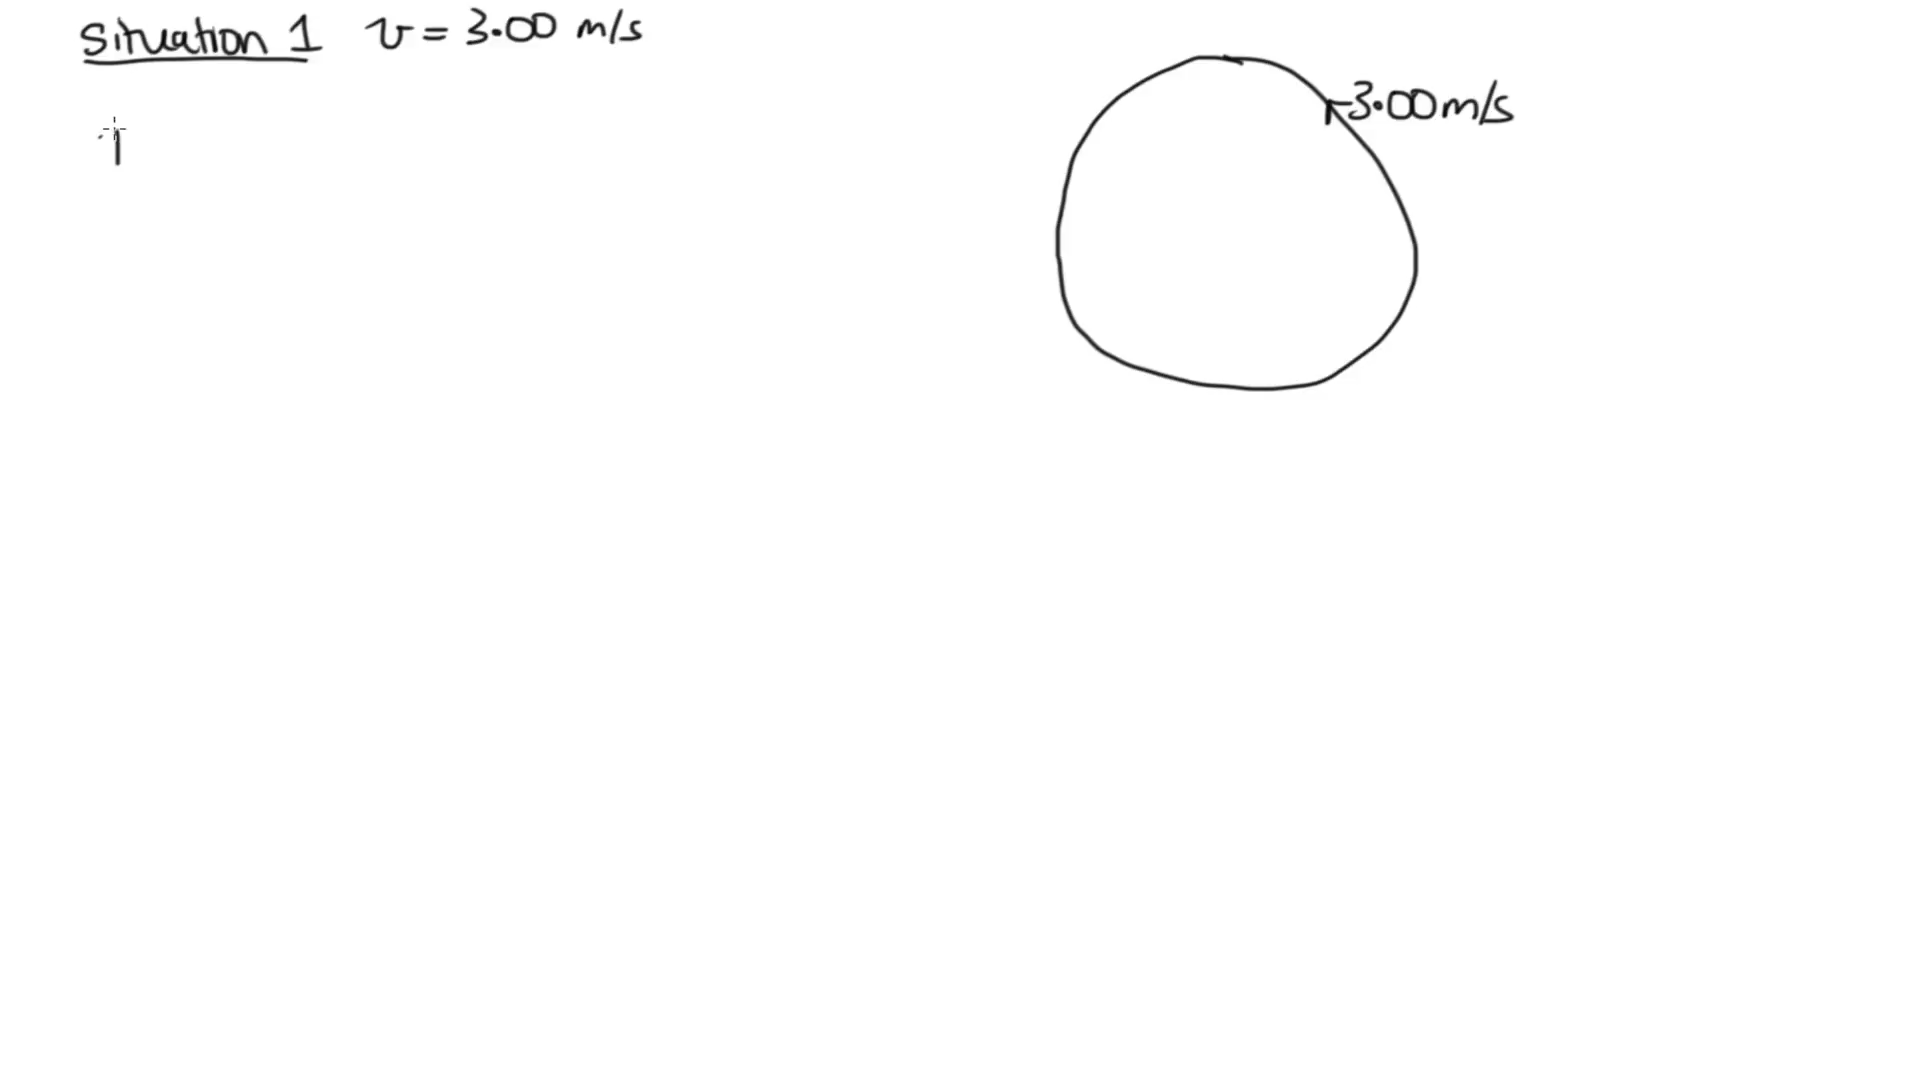 Situation 1 v = 3.00 m/s
3.00 m/s